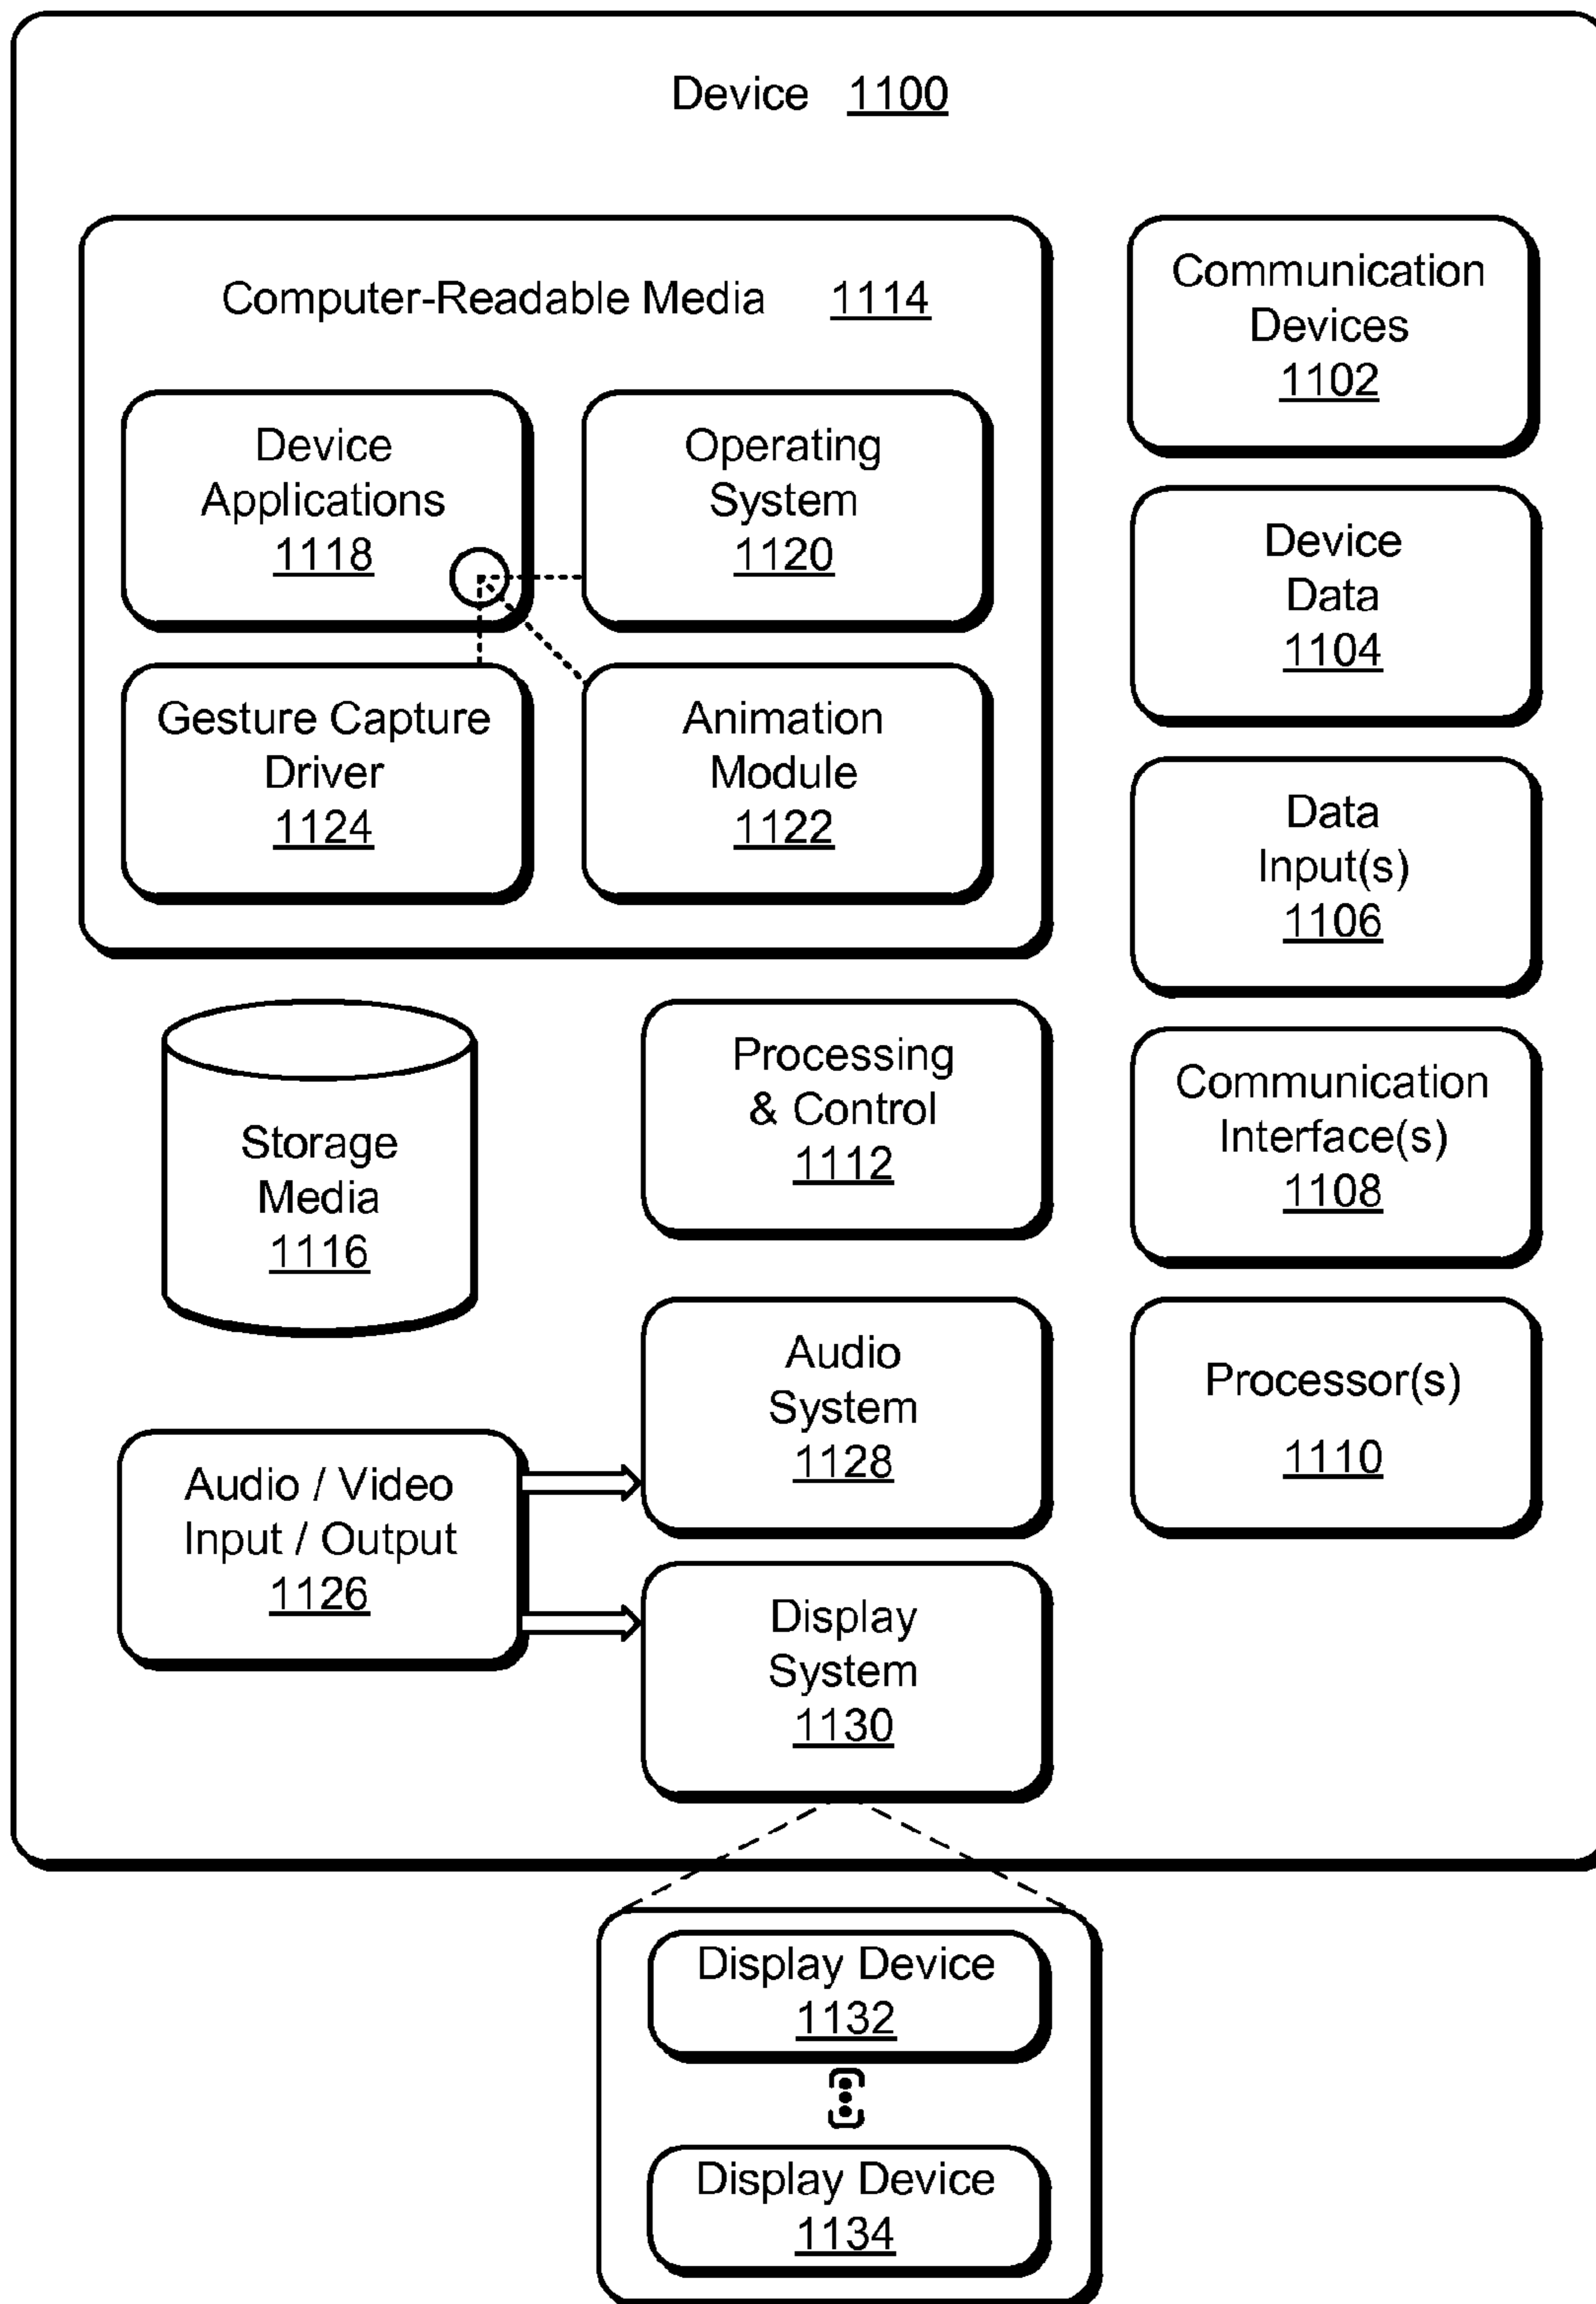 Device 1100
Computer-Readable Media 1114
Device
Applications
1118
Operating
System
1120
Gesture Capture
Driver
1124
Animation
Module
1122
Communication
Devices
1102
Device
Data
1104
Data
Input(s)
1106
Communication
Interface(s)
1108
Processor(s)
1110
Storage
Media
1116
Processing
& Control
1112
Audio / Video
Input / Output
1126
Audio
System
1128
Display
System
1130
Display Device
1132
Display Device
1134